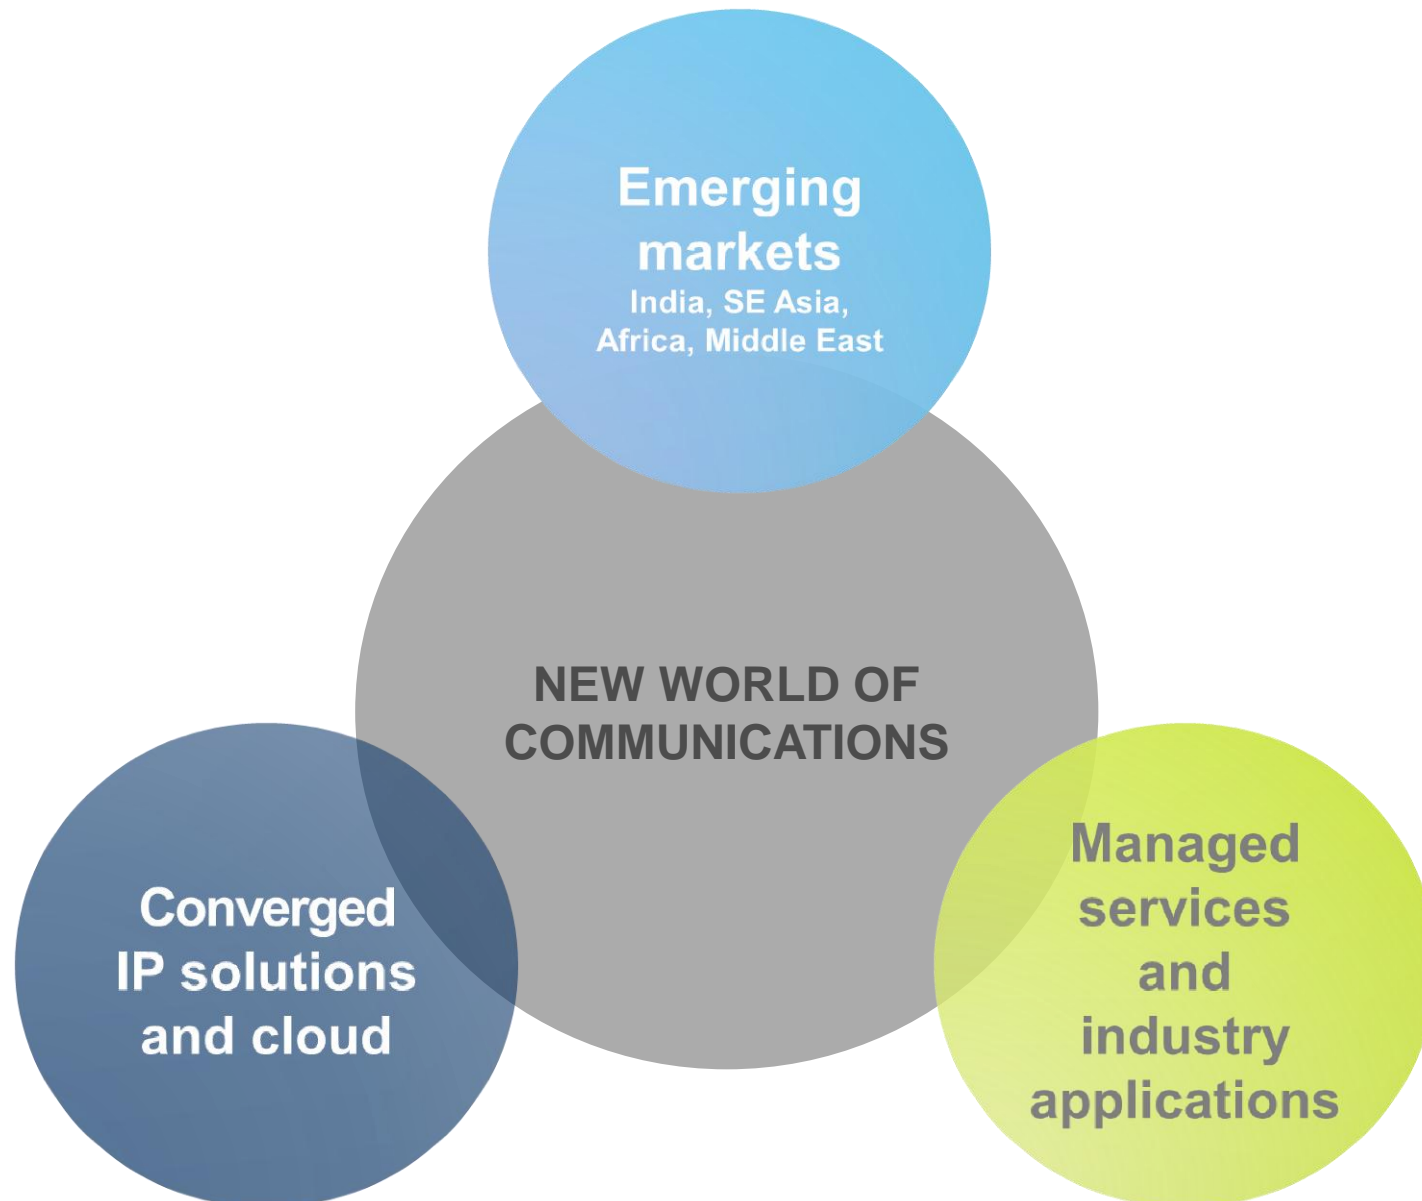 Emerging
markets
India, SE Asia,
Africa, Middle East
NEW WORLD OF
COMMUNICATIONS
Converged
IP solutions
and cloud
Managed
services
and
industry
applications